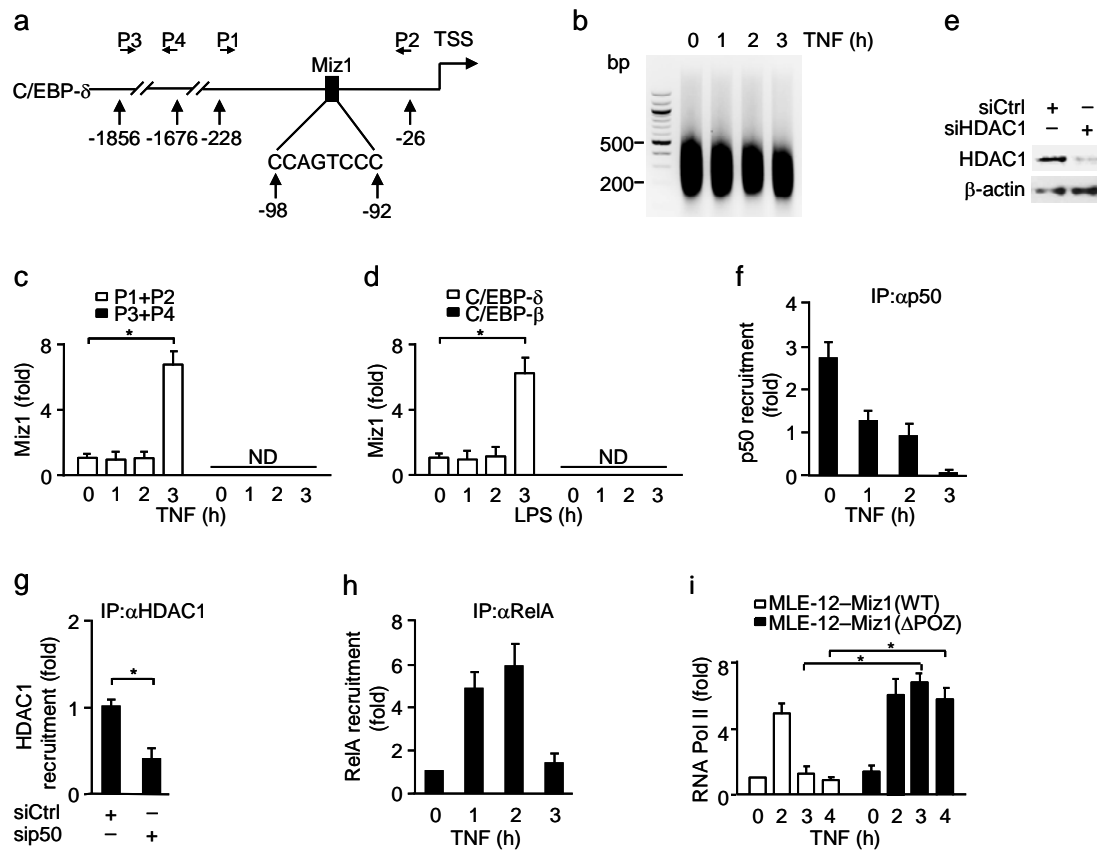 a
P3 P4 P1 P2 TSS
Miz1
C/EBP-δ
-1856 -1676 -228 -26
CCAGTCCC
-98 -92
b
0 1 2 3 TNF (h)
bp
500
200
e
siCtrl + –
siHDAC1 – +
HDAC1
β-actin
c
P1+P2
P3+P4
*
8
4
0
Miz1 (fold)
ND
0 1 2 3 0 1 2 3
TNF (h)
d
C/EBP-δ
C/EBP-β
*
8
4
0
Miz1 (fold)
ND
0 1 2 3 0 1 2 3
LPS (h)
f
IP:αp50
4
3
2
1
0
p50 recruitment
(fold)
0 1 2 3
TNF (h)
g
IP:αHDAC1
2
1
0
HDAC1
recruitment (fold)
*
siCtrl + –
sip50 – +
h
IP:αRelA
8
6
4
2
0
RelA recruitment
(fold)
0 1 2 3
TNF (h)
i
MLE-12–Miz1(WT)
MLE-12–Miz1(ΔPOZ)
*
*
8
4
0
RNA Pol II (fold)
0 2 3 4 0 2 3 4
TNF (h)